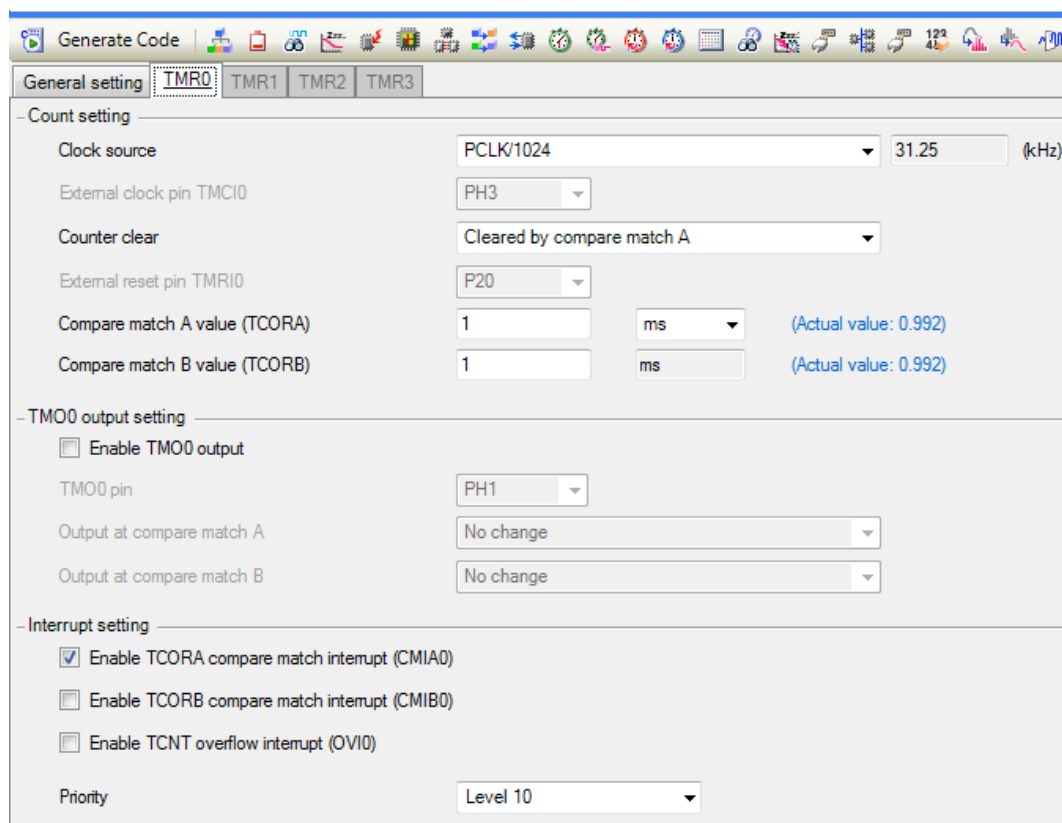 Generate Code
General setting TMR0 TMR1 TMR2 TMR3
Count setting
Clock source PCLK/1024 31.25 (kHz)
External clock pin TMCI0 PH3
Counter clear Cleared by compare match A
External reset pin TMRI0 P20
Compare match A value (TCORA) 1 ms (Actual value: 0.992)
Compare match B value (TCORB) 1 ms (Actual value: 0.992)
TMO0 output setting
Enable TMO0 output
TMO0 pin PH1
Output at compare match A No change
Output at compare match B No change
Interrupt setting
Enable TCORA compare match interrupt (CMIA0)
Enable TCORB compare match interrupt (CMIB0)
Enable TCNT overflow interrupt (OVI0)
Priority Level 10